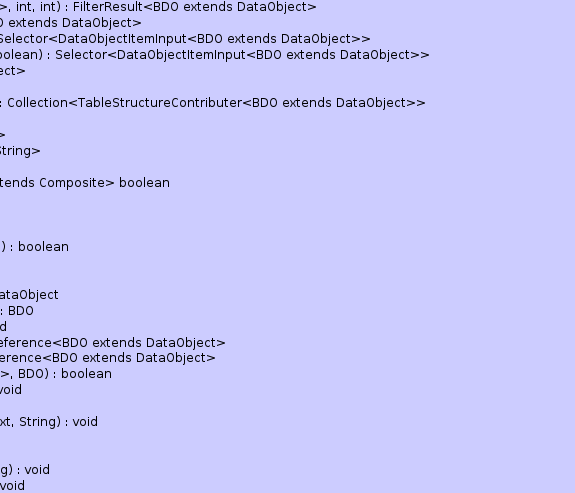 >, int, int) : FilterResult<BDO extends DataObject>
O extends DataObject>
Selector<DataObjectItemInput<BDO extends DataObject>>
oolean) : Selector<DataObjectItemInput<BDO extends DataObject>>
ect>
: Collection<TableStructureContributer<BDO extends DataObject>>
>
String>
tends Composite> boolean
) : boolean
ataObject
: BDO
d
eference<BDO extends DataObject>
erence<BDO extends DataObject>
>, BDO) : boolean
void
xt, String) : void
g) : void
void